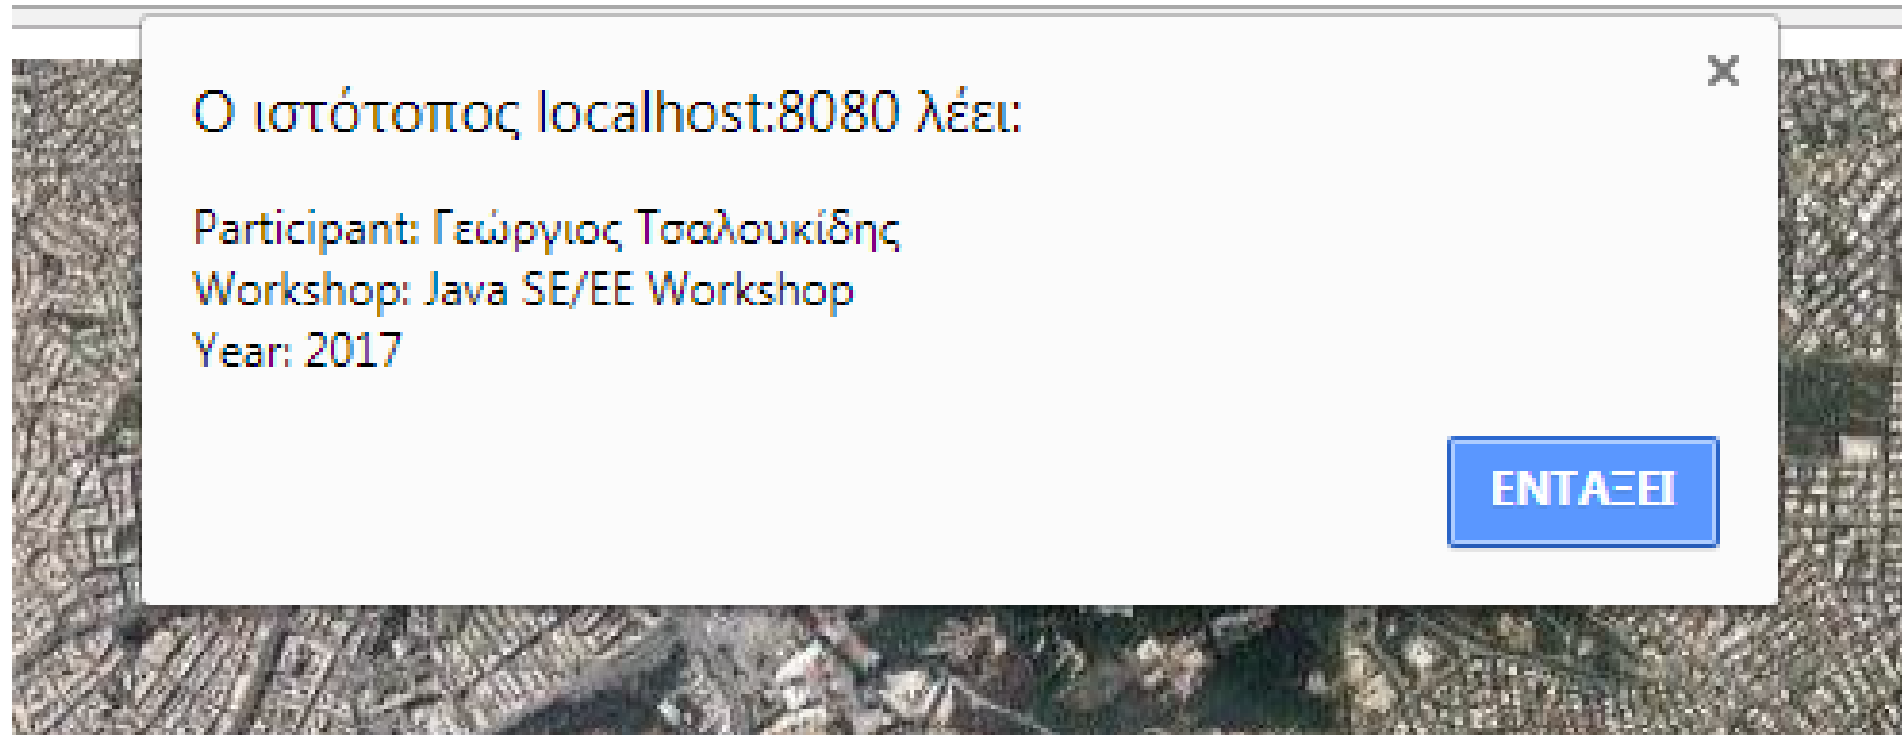 Ο ιστότοπος localhost:8080 λέει:
Participant: Γεώργιος Τσαλουκίδης
Workshop: Java SE/EE Workshop
Year: 2017
ΕΝΤΑΞΕΙ